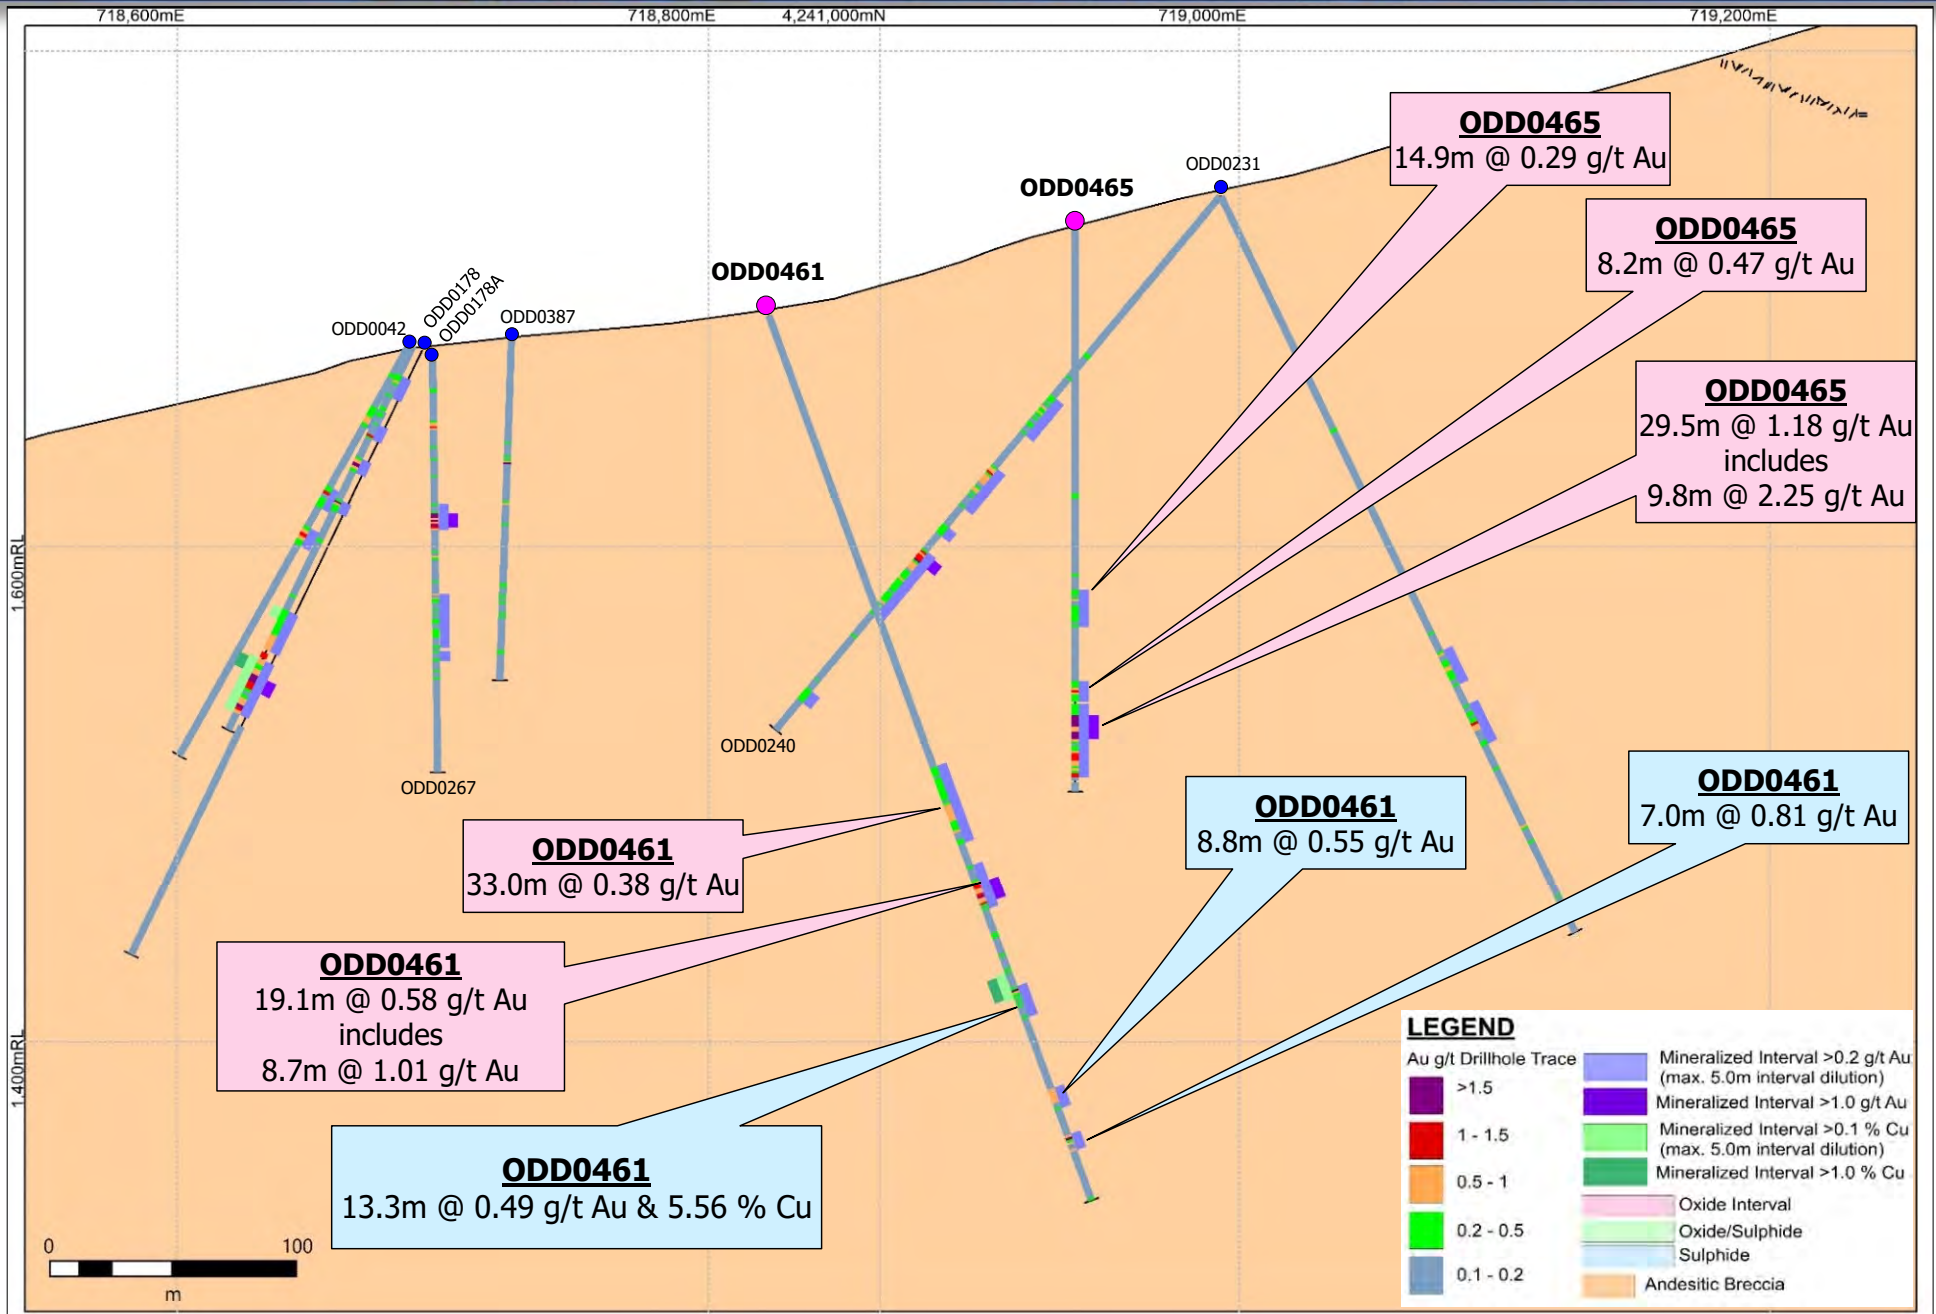 718,600mE
718,800mE
4,241,000mN
719,000mE
719,200mE
ODD0465
14.9m @ 0.29 g/t Au
ODD0231
ODD0465
ODD0465
8.2m @ 0.47 g/t Au
ODD0461
ODD0178
ODD0178A
ODD0042
ODD0387
ODD0465
29.5m @ 1.18 g/t Au
includes
9.8m @ 2.25 g/t Au
1,600mRL
ODD0240
ODD0267
ODD0461
7.0m @ 0.81 g/t Au
ODD0461
8.8m @ 0.55 g/t Au
ODD0461
33.0m @ 0.38 g/t Au
ODD0461
19.1m @ 0.58 g/t Au
includes
8.7m @ 1.01 g/t Au
1,400mRL
ODD0461
13.3m @ 0.49 g/t Au & 5.56 % Cu
0
100
m
LEGEND
Au g/t Drillhole Trace
>1.5
1 - 1.5
0.5 - 1
0.2 - 0.5
0.1 - 0.2
Mineralized Interval >0.2 g/t Au
(max. 5.0m interval dilution)
Mineralized Interval >1.0 g/t Au
Mineralized Interval >0.1 % Cu
(max. 5.0m interval dilution)
Mineralized Interval >1.0 % Cu
Oxide Interval
Oxide/Sulphide
Sulphide
Andesitic Breccia